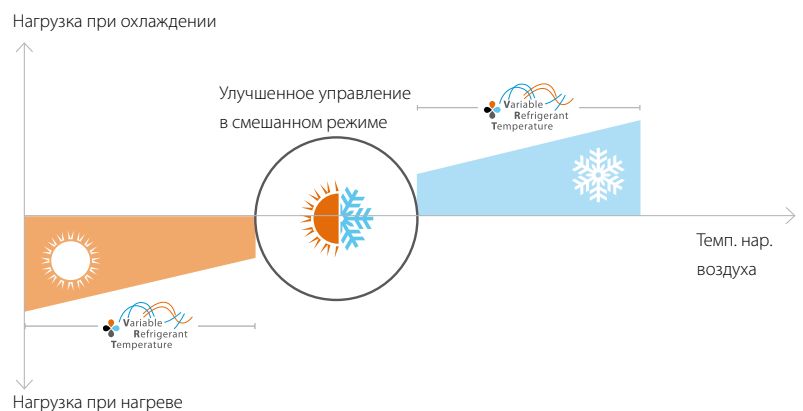 Нагрузка при охлаждении
Улучшенное управление
в смешанном режиме
Variable
Refrigerant
Temperature
Темп. нар.
воздуха
Variable
Refrigerant
Temperature
Нагрузка при нагреве